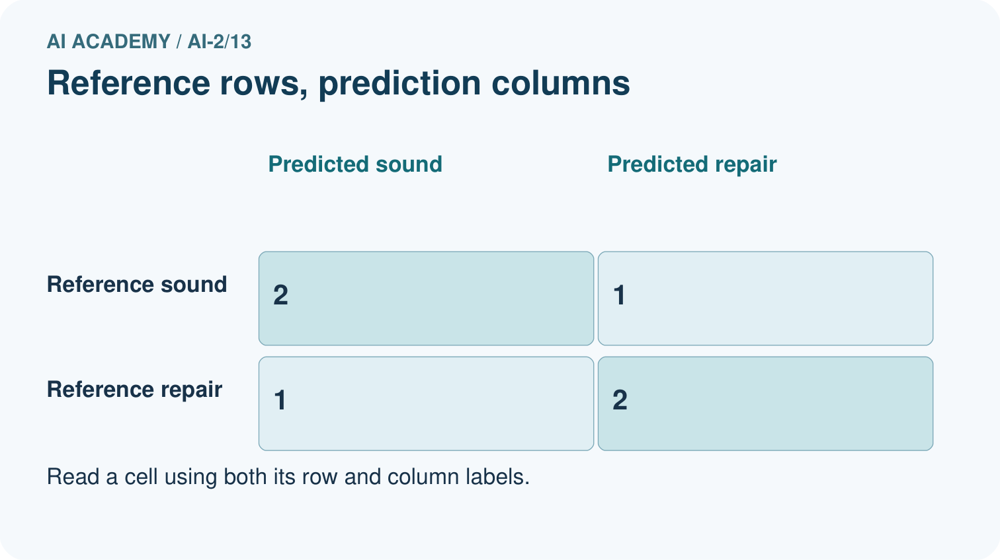 AI ACADEMY / AI-2/13
Reference rows, prediction columns
Predicted sound Predicted repair
Reference sound 2 1
Reference repair 1 2
Read a cell using both its row and column labels.